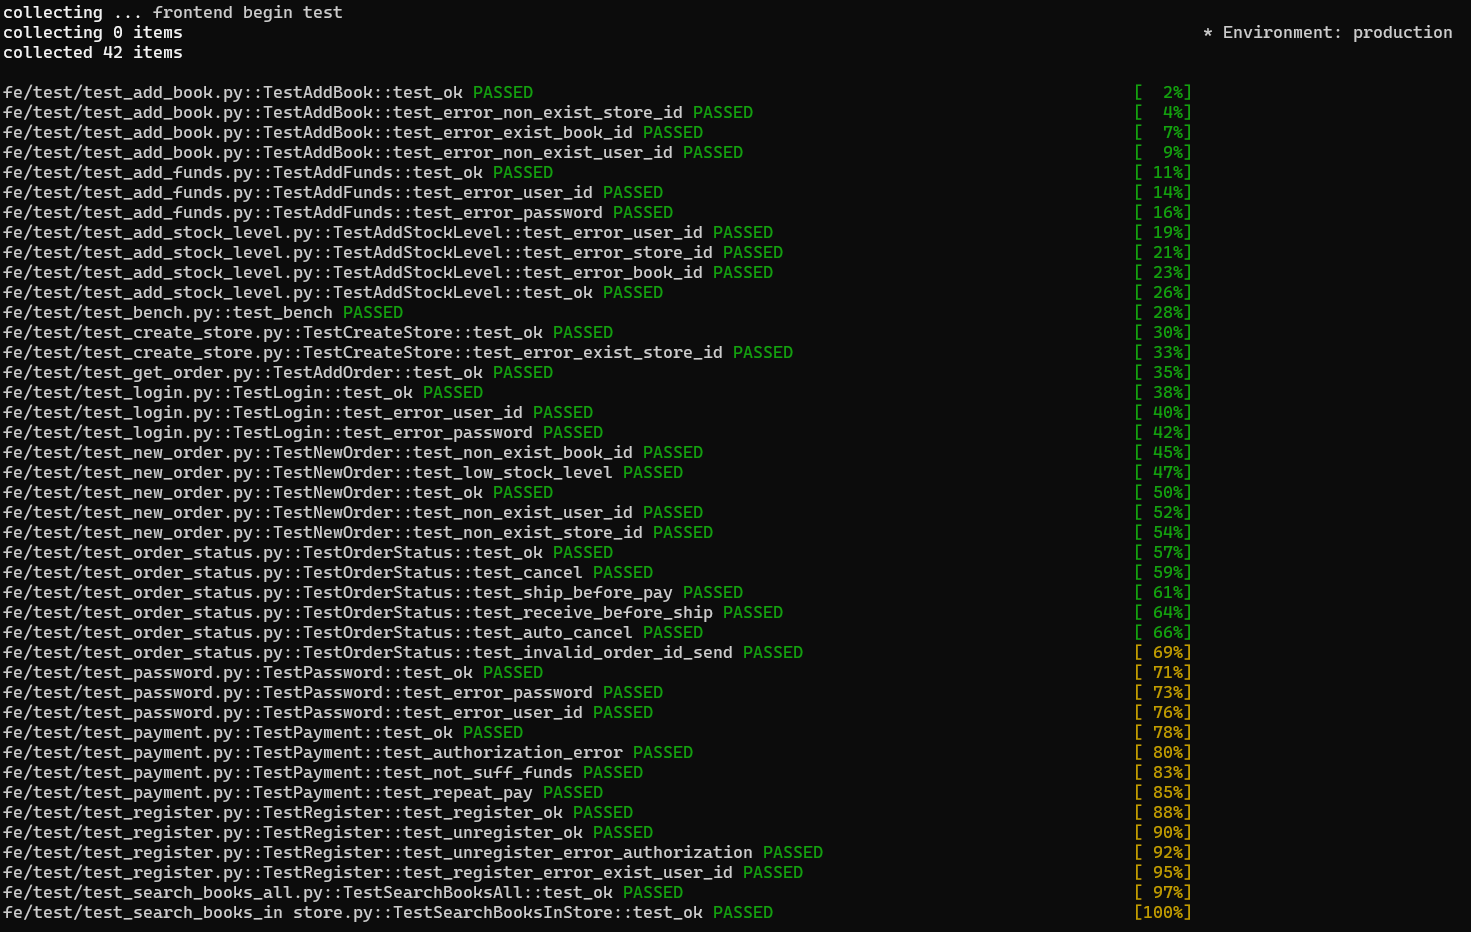 collecting ... frontend begin test
collecting 0 items * Environment: production
collected 42 items
fe/test/test_add_book.py::TestAddBook::test_ok PASSED [  2%]
fe/test/test_add_book.py::TestAddBook::test_error_non_exist_store_id PASSED [  4%]
fe/test/test_add_book.py::TestAddBook::test_error_exist_book_id PASSED [  7%]
fe/test/test_add_book.py::TestAddBook::test_error_non_exist_user_id PASSED [  9%]
fe/test/test_add_funds.py::TestAddFunds::test_ok PASSED [ 11%]
fe/test/test_add_funds.py::TestAddFunds::test_error_user_id PASSED [ 14%]
fe/test/test_add_funds.py::TestAddFunds::test_error_password PASSED [ 16%]
fe/test/test_add_stock_level.py::TestAddStockLevel::test_error_user_id PASSED [ 19%]
fe/test/test_add_stock_level.py::TestAddStockLevel::test_error_store_id PASSED [ 21%]
fe/test/test_add_stock_level.py::TestAddStockLevel::test_error_book_id PASSED [ 23%]
fe/test/test_add_stock_level.py::TestAddStockLevel::test_ok PASSED [ 26%]
fe/test/test_bench.py::test_bench PASSED [ 28%]
fe/test/test_create_store.py::TestCreateStore::test_ok PASSED [ 30%]
fe/test/test_create_store.py::TestCreateStore::test_error_exist_store_id PASSED [ 33%]
fe/test/test_get_order.py::TestAddOrder::test_ok PASSED [ 35%]
fe/test/test_login.py::TestLogin::test_ok PASSED [ 38%]
fe/test/test_login.py::TestLogin::test_error_user_id PASSED [ 40%]
fe/test/test_login.py::TestLogin::test_error_password PASSED [ 42%]
fe/test/test_new_order.py::TestNewOrder::test_non_exist_book_id PASSED [ 45%]
fe/test/test_new_order.py::TestNewOrder::test_low_stock_level PASSED [ 47%]
fe/test/test_new_order.py::TestNewOrder::test_ok PASSED [ 50%]
fe/test/test_new_order.py::TestNewOrder::test_non_exist_user_id PASSED [ 52%]
fe/test/test_new_order.py::TestNewOrder::test_non_exist_store_id PASSED [ 54%]
fe/test/test_order_status.py::TestOrderStatus::test_ok PASSED [ 57%]
fe/test/test_order_status.py::TestOrderStatus::test_cancel PASSED [ 59%]
fe/test/test_order_status.py::TestOrderStatus::test_ship_before_pay PASSED [ 61%]
fe/test/test_order_status.py::TestOrderStatus::test_receive_before_ship PASSED [ 64%]
fe/test/test_order_status.py::TestOrderStatus::test_auto_cancel PASSED [ 66%]
fe/test/test_order_status.py::TestOrderStatus::test_invalid_order_id_send PASSED [ 69%]
fe/test/test_password.py::TestPassword::test_ok PASSED [ 71%]
fe/test/test_password.py::TestPassword::test_error_password PASSED [ 73%]
fe/test/test_password.py::TestPassword::test_error_user_id PASSED [ 76%]
fe/test/test_payment.py::TestPayment::test_ok PASSED [ 78%]
fe/test/test_payment.py::TestPayment::test_authorization_error PASSED [ 80%]
fe/test/test_payment.py::TestPayment::test_not_suff_funds PASSED [ 83%]
fe/test/test_payment.py::TestPayment::test_repeat_pay PASSED [ 85%]
fe/test/test_register.py::TestRegister::test_register_ok PASSED [ 88%]
fe/test/test_register.py::TestRegister::test_unregister_ok PASSED [ 90%]
fe/test/test_register.py::TestRegister::test_unregister_error_authorization PASSED [ 92%]
fe/test/test_register.py::TestRegister::test_register_error_exist_user_id PASSED [ 95%]
fe/test/test_search_books_all.py::TestSearchBooksAll::test_ok PASSED [ 97%]
fe/test/test_search_books_in store.py::TestSearchBooksInStore::test_ok PASSED [100%]